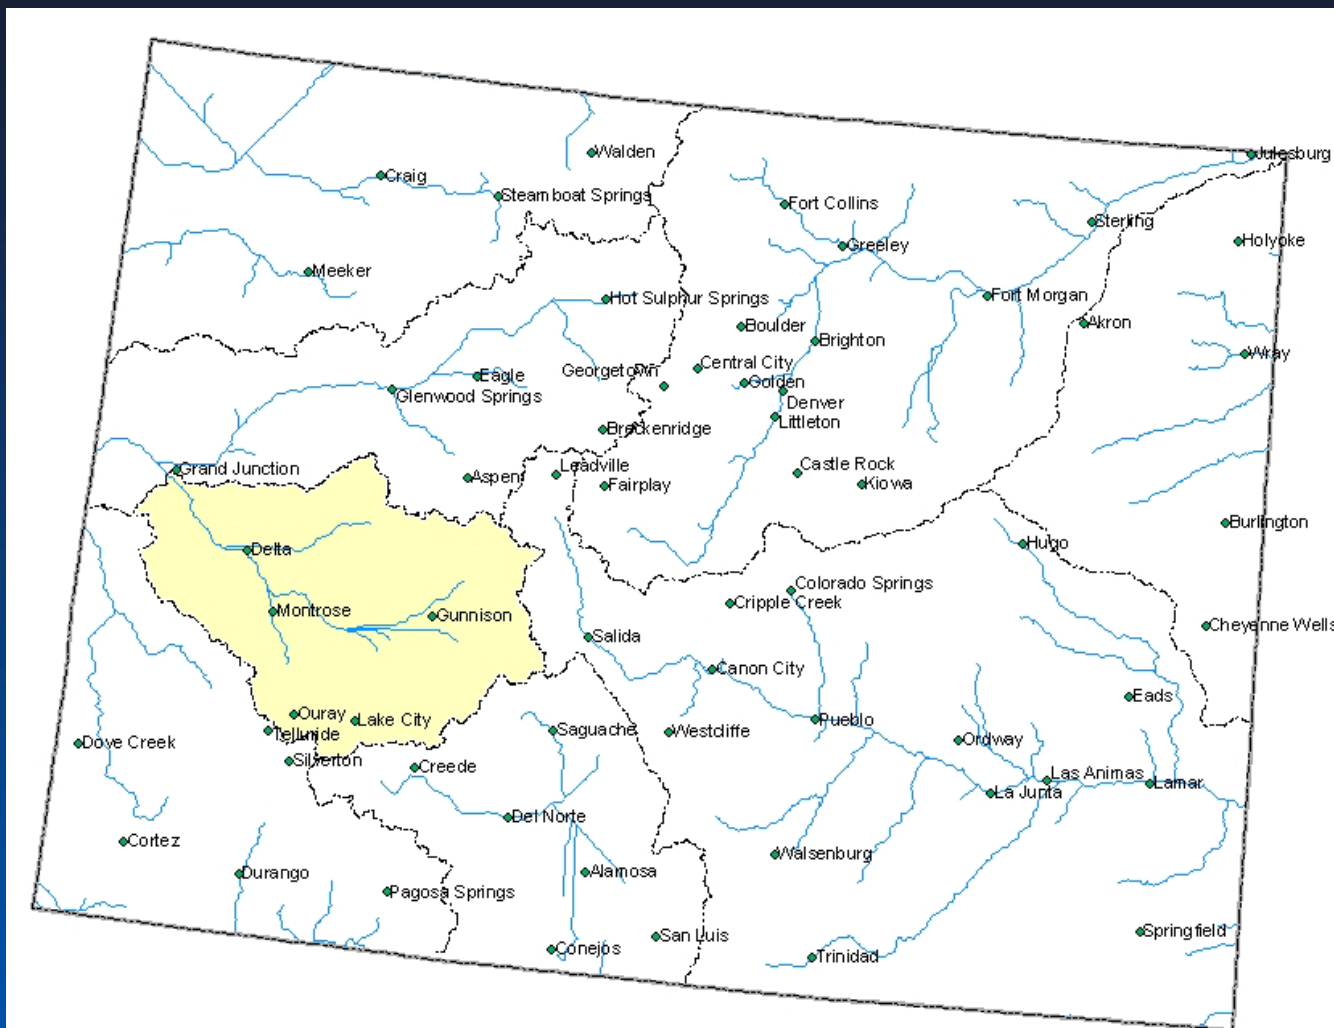 Julesburg
Walden
Craig
Steamboat Springs
Fort Collins
Sterling
Holyoke
Greeley
Meeker
Hot Sulphur Springs
Fort Morgan
Boulder
Akron
Brighton
Wray
Central City
Georgetown
Eagle
Golden
Glenwood Springs
Denver
Littleton
Breckenridge
Grand Junction
Leadville
Castle Rock
Aspen
Fairplay
Kiowa
Burlington
Delta
Hugo
Colorado Springs
Cripple Creek
Montrose
Gunnison
Cheyenne Wells
Salida
Canon City
Eads
Ouray
Lake City
Pueblo
Telluride
Saguache
Westcliffe
Ordway
Dove Creek
Silverton
Creede
Las Animas
Lamar
La Junta
Del Norte
Cortez
Walsenburg
Durango
Alamosa
Pagosa Springs
San Luis
Springfield
Conejos
Trinidad